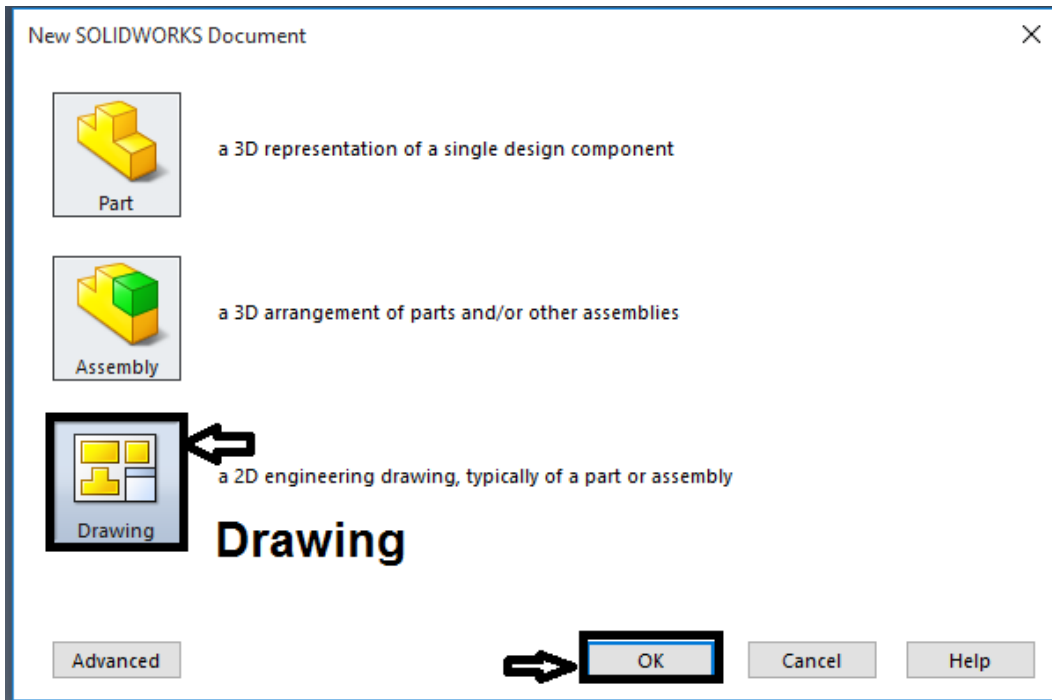 New SOLIDWORKS Document
Part
a 3D representation of a single design component
Assembly
a 3D arrangement of parts and/or other assemblies
Drawing
a 2D engineering drawing, typically of a part or assembly
Drawing
Advanced
OK
Cancel
Help